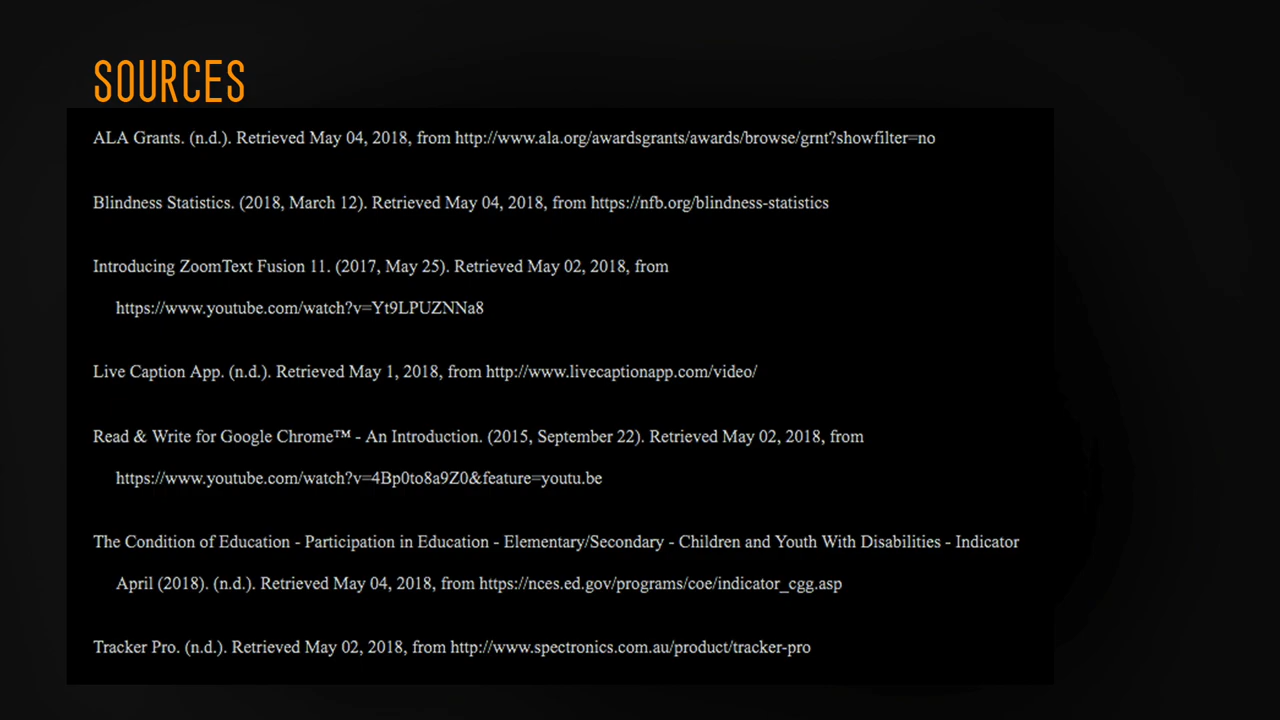 SOURCES
ALA Grants. (n.d.). Retrieved May 04, 2018, from http://www.ala.org/awardsgrants/awards/browse/grnt?showfilter=no
Blindness Statistics. (2018, March 12). Retrieved May 04, 2018, from https://nfb.org/blindness-statistics
Introducing ZoomText Fusion 11. (2017, May 25). Retrieved May 02, 2018, from
https://www.youtube.com/watch?v=Yt9LPUZNNa8
Live Caption App. (n.d.). Retrieved May 1, 2018, from http://www.livecaptionapp.com/video/
Read & Write for Google Chrome™ - An Introduction. (2015, September 22). Retrieved May 02, 2018, from
https://www.youtube.com/watch?v=4Bp0to8a9Z0&feature=youtu.be
The Condition of Education - Participation in Education - Elementary/Secondary - Children and Youth With Disabilities - Indicator
April (2018). (n.d.). Retrieved May 04, 2018, from https://nces.ed.gov/programs/coe/indicator_cgg.asp
Tracker Pro. (n.d.). Retrieved May 02, 2018, from http://www.spectronics.com.au/product/tracker-pro